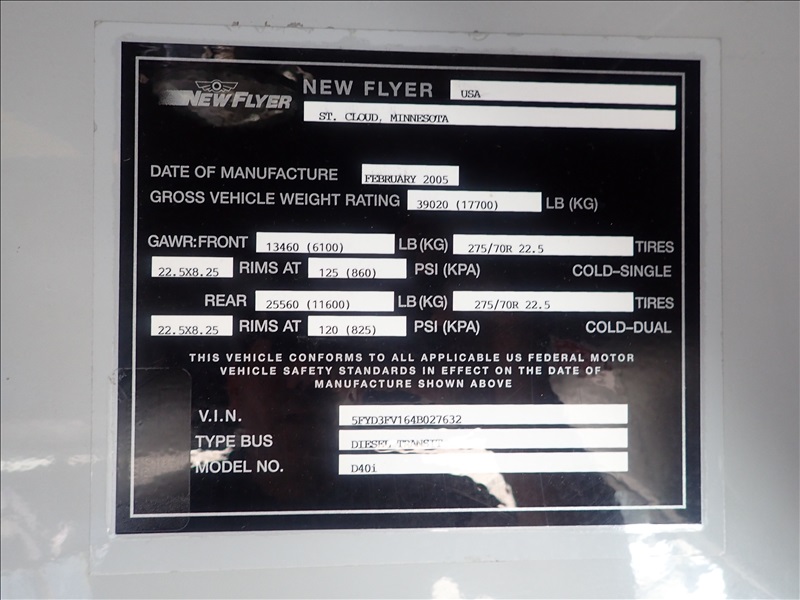 NEW FLYER NEW FLYER USA
ST. CLOUD, MINNESOTA
DATE OF MANUFACTURE FEBRUARY 2005
GROSS VEHICLE WEIGHT RATING 39020 (17700) LB (KG)
GAWR: FRONT 13460 (6100) LB (KG) 275/70R 22.5 TIRES
22.5X8.25 RIMS AT 125 (860) PSI (KPA) COLD-SINGLE
REAR 25560 (11600) LB (KG) 275/70R 22.5 TIRES
22.5X8.25 RIMS AT 120 (825) PSI (KPA) COLD-DUAL
THIS VEHICLE CONFORMS TO ALL APPLICABLE US FEDERAL MOTOR
VEHICLE SAFETY STANDARDS IN EFFECT ON THE DATE OF
MANUFACTURE SHOWN ABOVE
V.I.N. 5FYD3FV164B027632
TYPE BUS DIESEL TRANSIT
MODEL NO. D40i